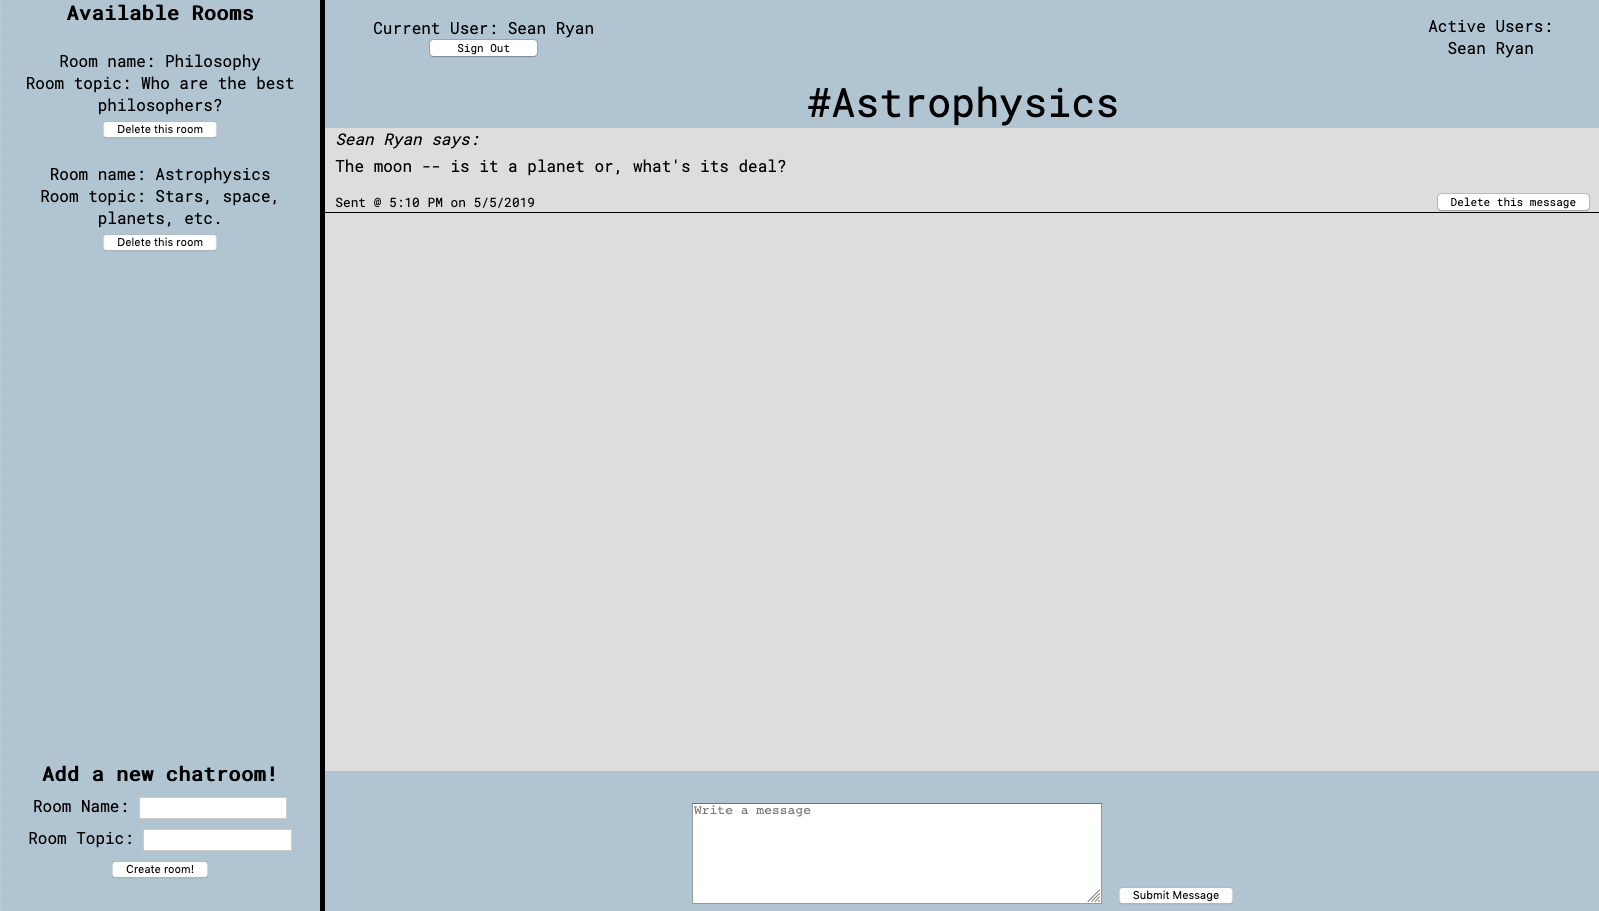 Available Rooms
Room name: Philosophy
Room topic: Who are the best
philosophers?
Delete this room
Room name: Astrophysics
Room topic: Stars, space,
planets, etc.
Delete this room
Add a new chatroom!
Room Name:
Room Topic:
Create room!
Current User: Sean Ryan
Sign Out
Active Users:
Sean Ryan
#Astrophysics
Sean Ryan says:
The moon -- is it a planet or, what's its deal?
Sent @ 5:10 PM on 5/5/2019
Delete this message
Write a message
Submit Message